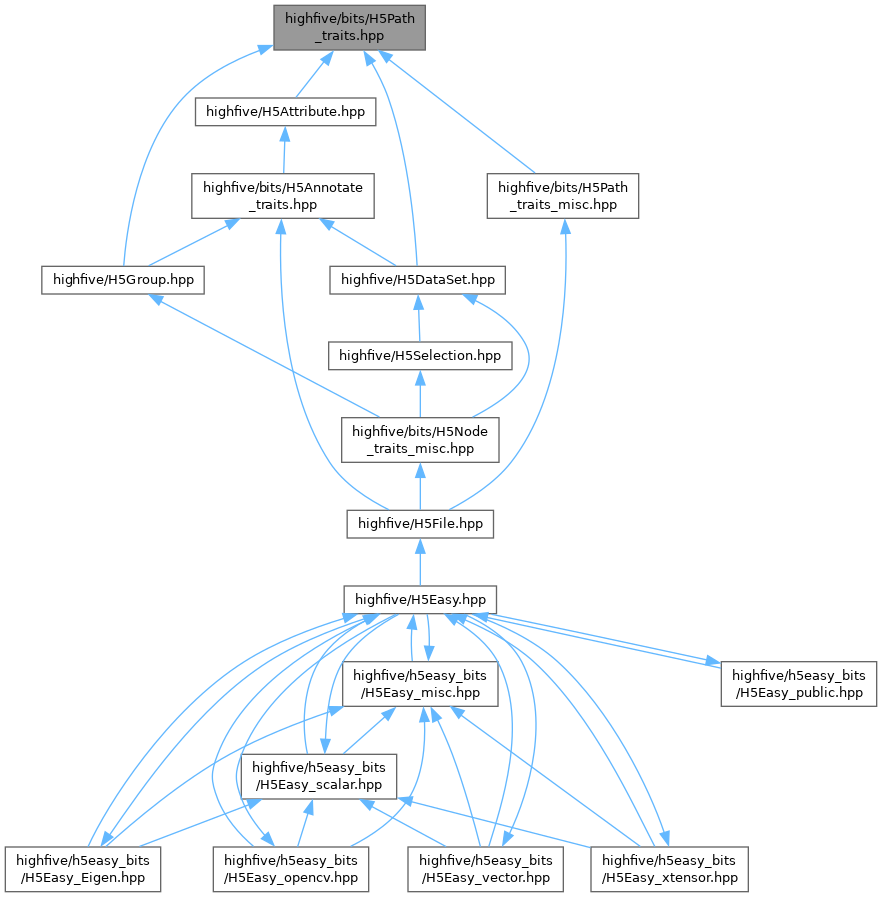 highfive/bits/H5Path
_traits.hpp
highfive/H5Attribute.hpp
highfive/bits/H5Annotate
_traits.hpp
highfive/bits/H5Path
_traits_misc.hpp
highfive/H5Group.hpp
highfive/H5DataSet.hpp
highfive/H5Selection.hpp
highfive/bits/H5Node
_traits_misc.hpp
highfive/H5File.hpp
highfive/H5Easy.hpp
highfive/h5easy_bits
/H5Easy_misc.hpp
highfive/h5easy_bits
/H5Easy_public.hpp
highfive/h5easy_bits
/H5Easy_scalar.hpp
highfive/h5easy_bits
/H5Easy_Eigen.hpp
highfive/h5easy_bits
/H5Easy_opencv.hpp
highfive/h5easy_bits
/H5Easy_vector.hpp
highfive/h5easy_bits
/H5Easy_xtensor.hpp